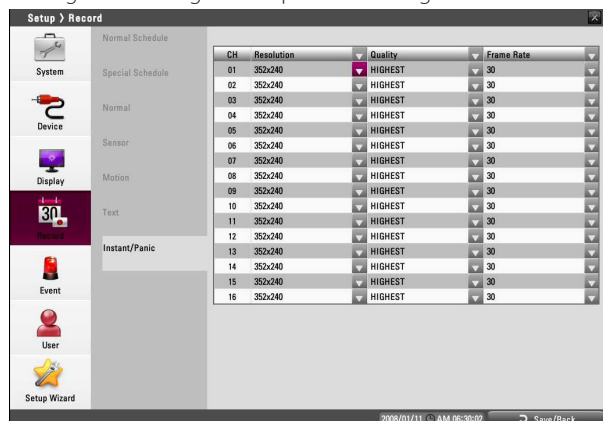 Setup > Record
System
Device
Display
Record
Event
User
Setup Wizard
Normal Schedule
Special Schedule
Normal
Sensor
Motion
Text
Instant/Panic
CH Resolution Quality Frame Rate
01 352x240 HIGHEST 30
02 352x240 HIGHEST 30
03 352x240 HIGHEST 30
04 352x240 HIGHEST 30
05 352x240 HIGHEST 30
06 352x240 HIGHEST 30
07 352x240 HIGHEST 30
08 352x240 HIGHEST 30
09 352x240 HIGHEST 30
10 352x240 HIGHEST 30
11 352x240 HIGHEST 30
12 352x240 HIGHEST 30
13 352x240 HIGHEST 30
14 352x240 HIGHEST 30
15 352x240 HIGHEST 30
16 352x240 HIGHEST 30
2008/01/11 AM 06:30:02 Save/Back